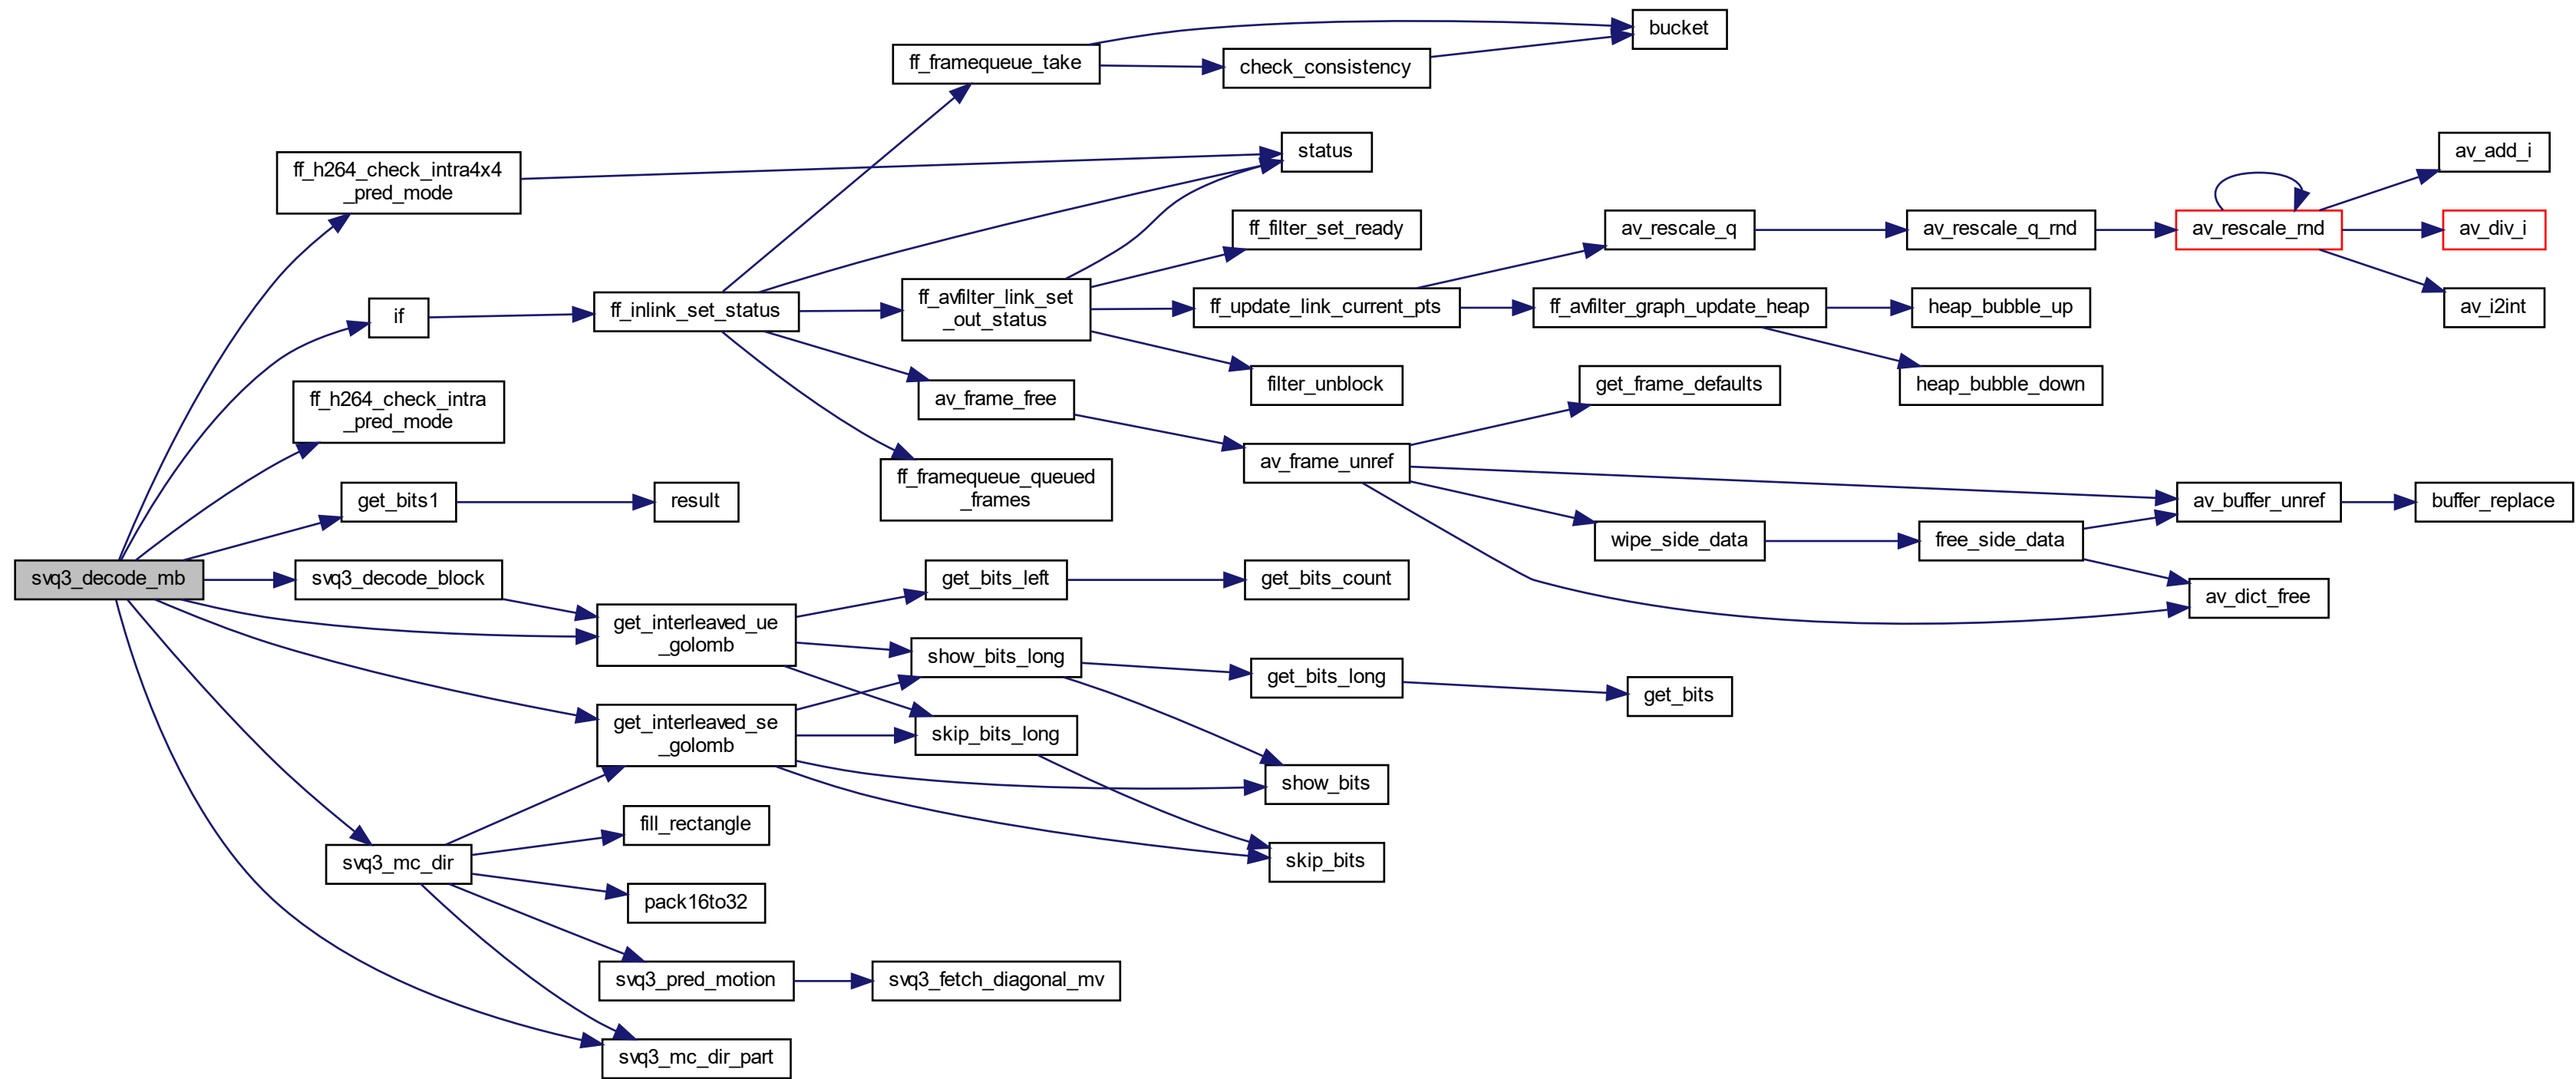 bucket
ff_framequeue_take
check_consistency
status
av_add_i
ff_h264_check_intra4x4
_pred_mode
ff_filter_set_ready
av_rescale_q
av_rescale_q_rnd
av_rescale_rnd
av_div_i
if
ff_inlink_set_status
ff_avfilter_link_set
_out_status
ff_update_link_current_pts
ff_avfilter_graph_update_heap
heap_bubble_up
av_i2int
filter_unblock
get_frame_defaults
heap_bubble_down
ff_h264_check_intra
_pred_mode
av_frame_free
av_frame_unref
ff_framequeue_queued
_frames
get_bits1
result
av_buffer_unref
buffer_replace
wipe_side_data
free_side_data
svq3_decode_mb
svq3_decode_block
get_bits_left
get_bits_count
av_dict_free
get_interleaved_ue
_golomb
show_bits_long
get_bits_long
get_bits
get_interleaved_se
_golomb
skip_bits_long
show_bits
fill_rectangle
svq3_mc_dir
skip_bits
pack16to32
svq3_pred_motion
svq3_fetch_diagonal_mv
svq3_mc_dir_part